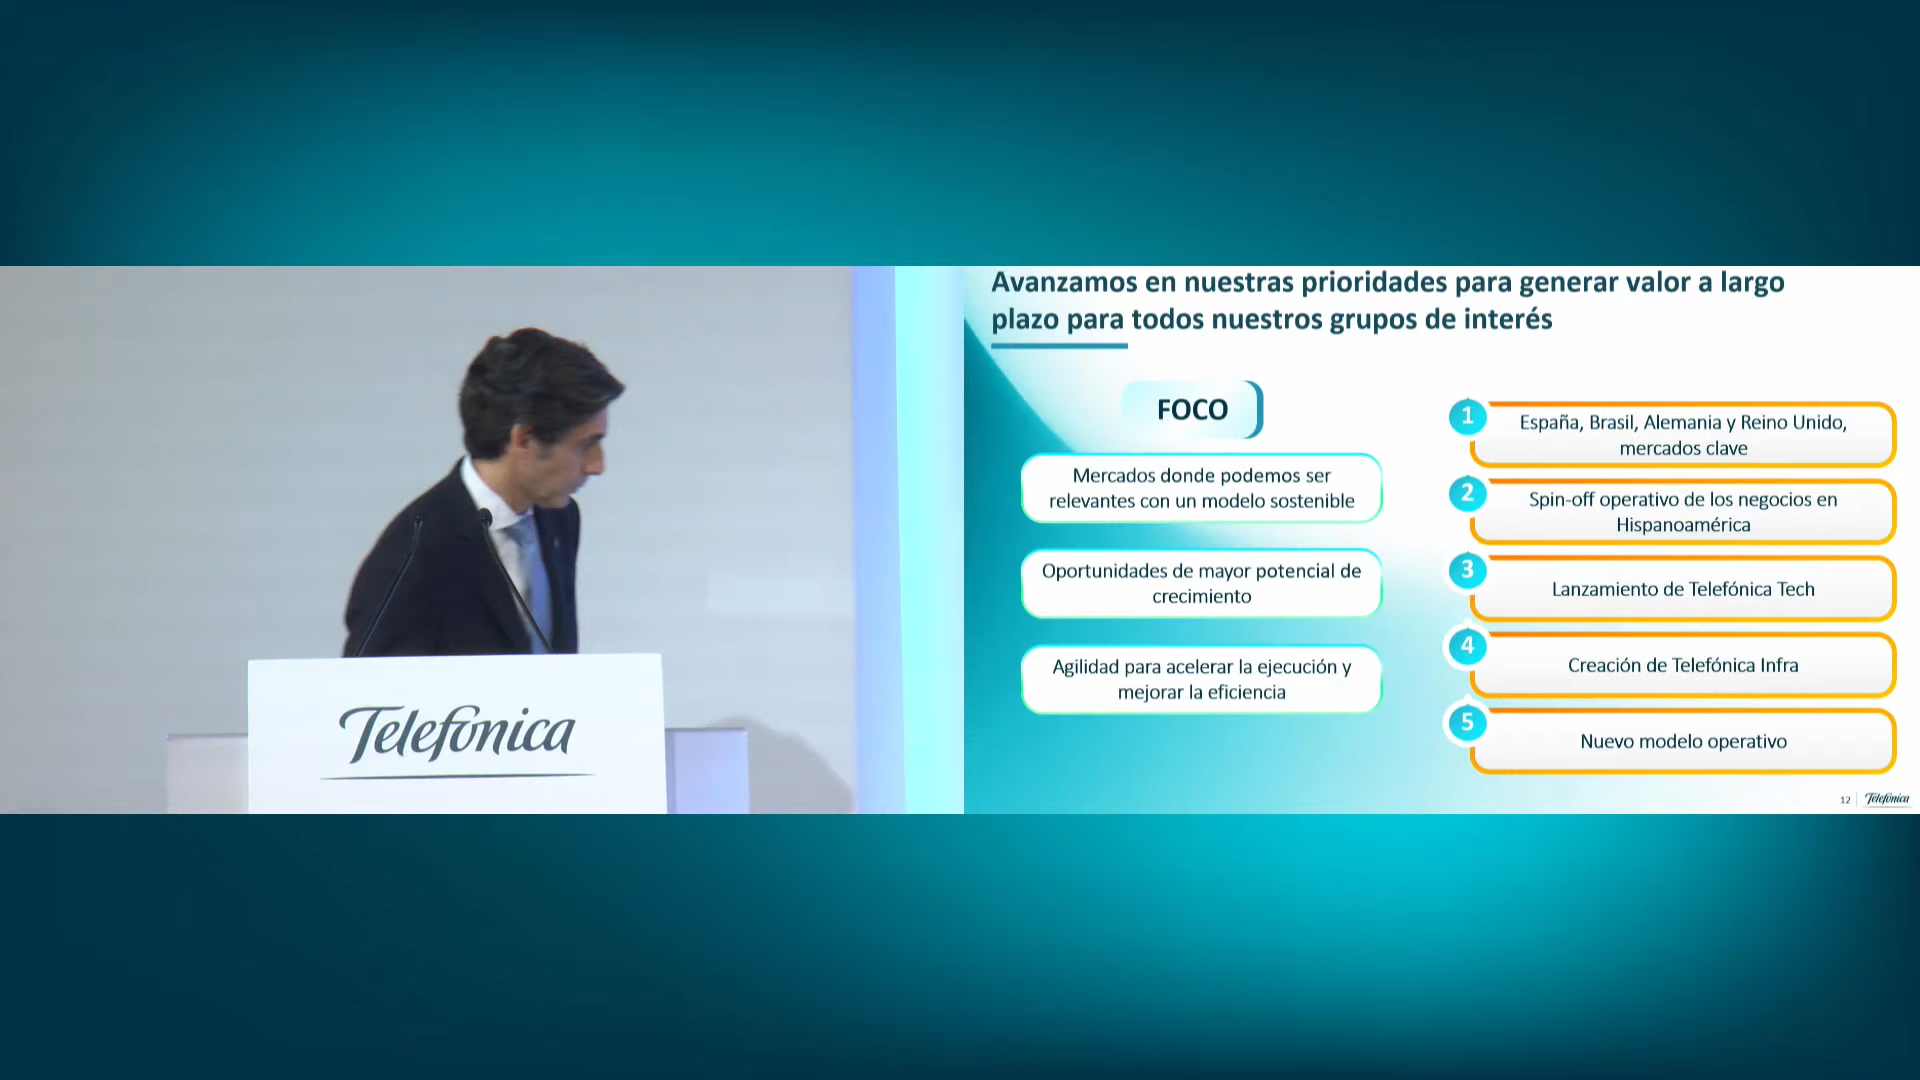 Telefónica
Avanzamos en nuestras prioridades para generar valor a largo
plazo para todos nuestros grupos de interés
FOCO
Mercados donde podemos ser
relevantes con un modelo sostenible
Oportunidades de mayor potencial de
crecimiento
Agilidad para acelerar la ejecución y
mejorar la eficiencia
1
España, Brasil, Alemania y Reino Unido,
mercados clave
2
Spin-off operativo de los negocios en
Hispanoamérica
3
Lanzamiento de Telefónica Tech
4
Creación de Telefónica Infra
5
Nuevo modelo operativo
12 Telefónica